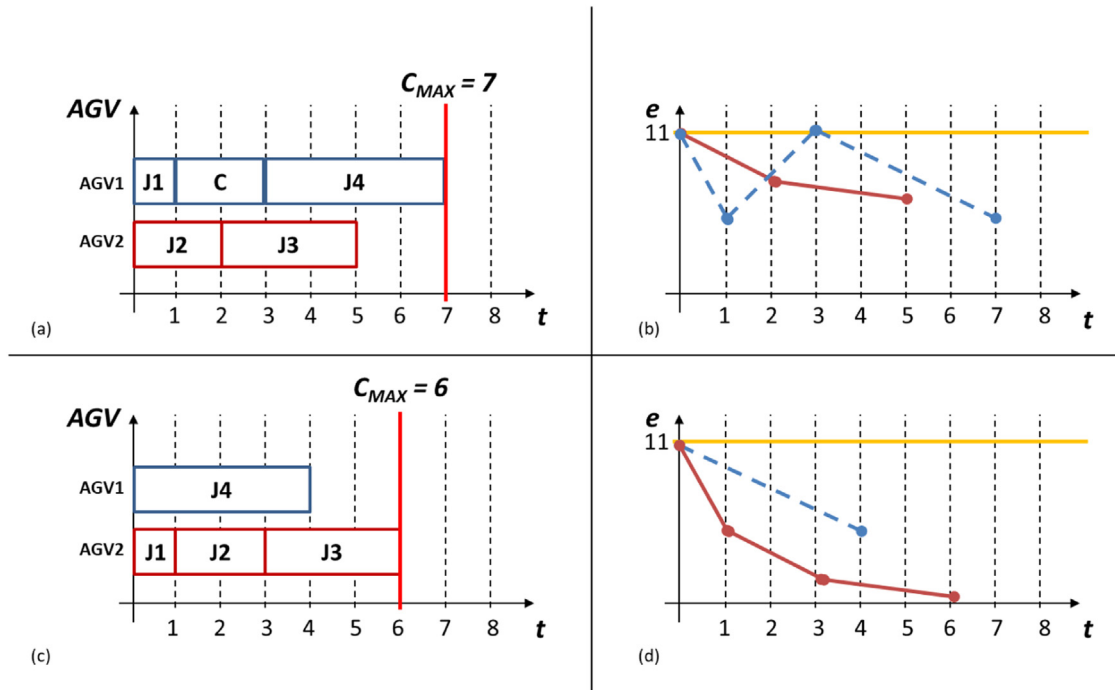 C_MAX = 7
AGV
AGV1 J1 C J4
AGV2 J2 J3
1 2 3 4 5 6 7 8 t
(a)
e
11
1 2 3 4 5 6 7 8 t
(b)
C_MAX = 6
AGV
AGV1 J4
AGV2 J1 J2 J3
1 2 3 4 5 6 7 8 t
(c)
e
11
1 2 3 4 5 6 7 8 t
(d)